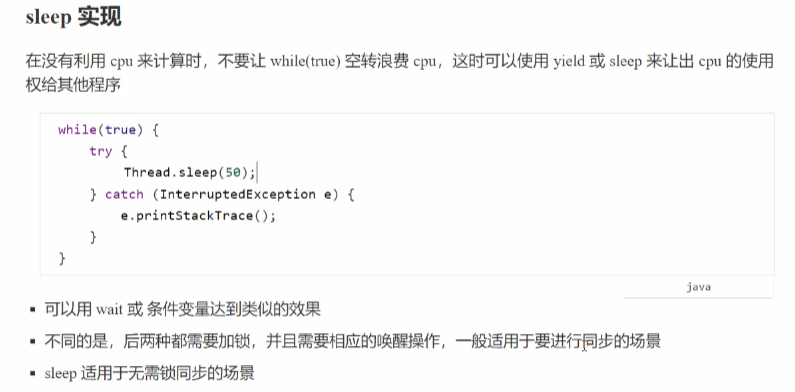 sleep 实现
在没有利用 cpu 来计算时，不要让 while(true) 空转浪费 cpu，这时可以使用 yield 或 sleep 来让出 cpu 的使用
权给其他程序
while(true) {
    try {
        Thread.sleep(50);
    } catch (InterruptedException e) {
        e.printStackTrace();
    }
}
java
▪ 可以用 wait 或 条件变量达到类似的效果
▪ 不同的是，后两种都需要加锁，并且需要相应的唤醒操作，一般适用于要进行同步的场景
▪ sleep 适用于无需锁同步的场景